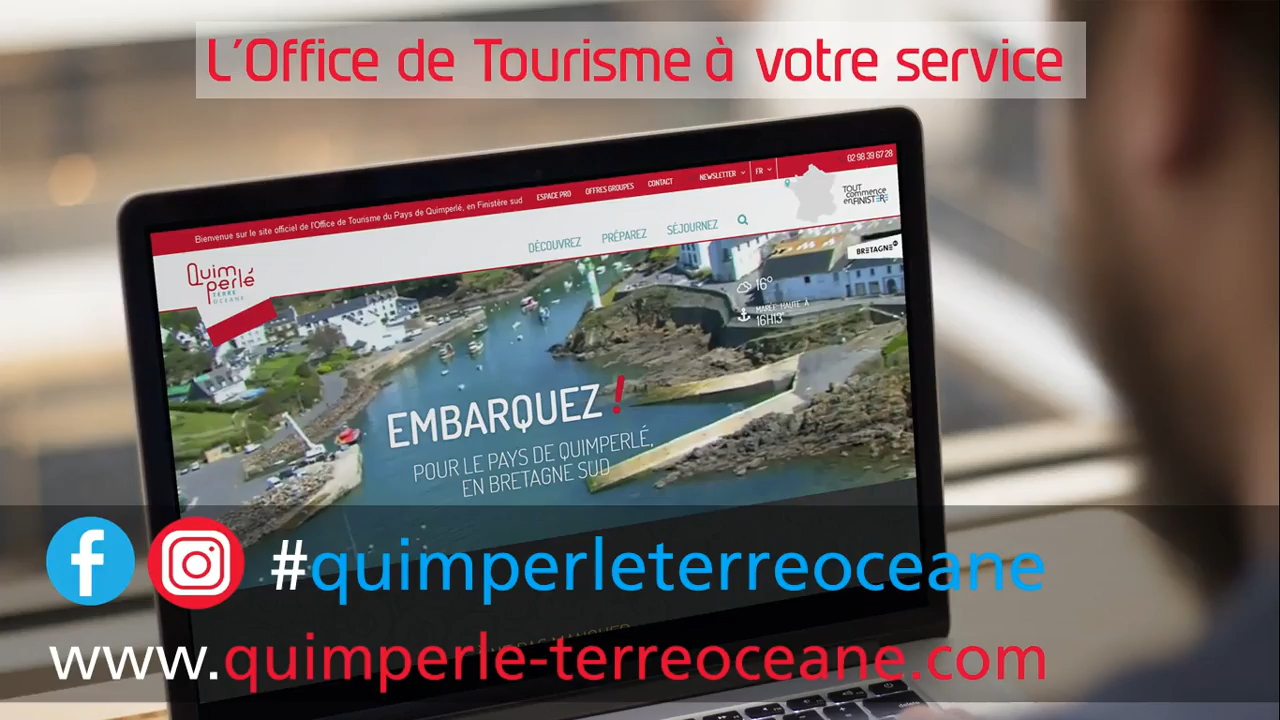 L'Office de Tourisme à votre service
Bienvenue sur le site officiel de l'Office de Tourisme du Pays de Quimperlé, en Finistère sud
ESPACE PRO OFFRES GROUPES CONTACT NEWSLETTER FR 02 98 39 67 28
DÉCOUVREZ PRÉPAREZ SÉJOURNEZ
TOUT
commence
en FINISTÈRE
Quim
perlé
TERRE
OCEANE
BRETAGNE
16°
MARÉE HAUTE À
16H13
EMBARQUEZ !
POUR LE PAYS DE QUIMPERLÉ,
EN BRETAGNE SUD
#quimperleterreoceane
www.quimperle-terreoceane.com
delete